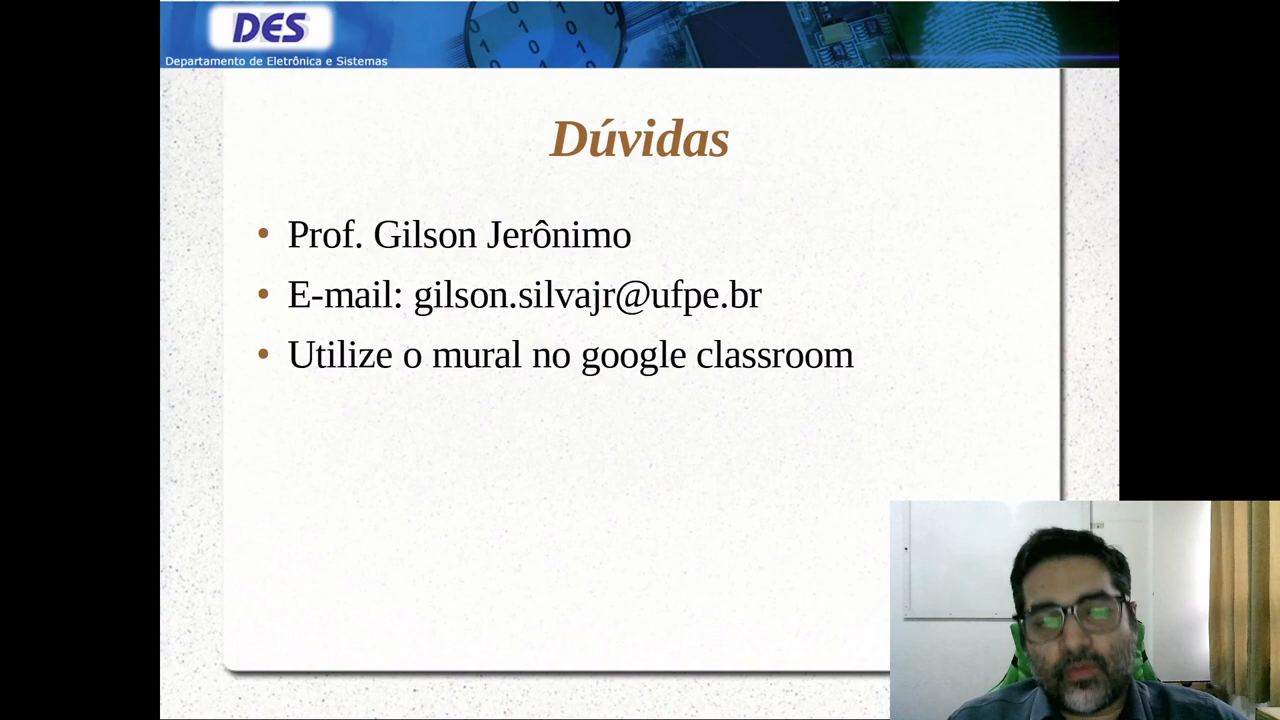 DES
Departamento de Eletrônica e Sistemas
Dúvidas
• Prof. Gilson Jerônimo
• E-mail: gilson.silvajr@ufpe.br
• Utilize o mural no google classroom